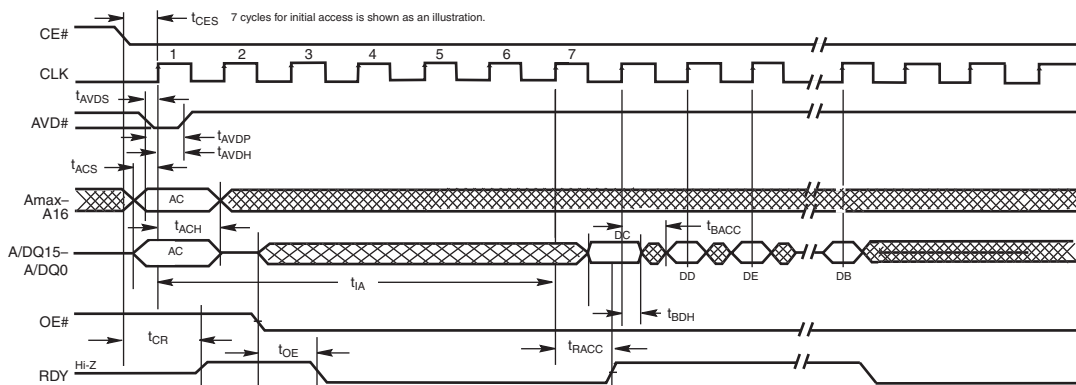 tCES 7 cycles for initial access is shown as an illustration.
CE#
1 2 3 4 5 6 7
CLK
tAVDS
AVD#
tAVDP
tAVDH
tACS
Amax–
A16
AC
tACH
tBACC
A/DQ15–
A/DQ0
AC
DC
DD
DE
DB
tIA
tBDH
OE#
tCR
tOE
tRACC
Hi-Z
RDY